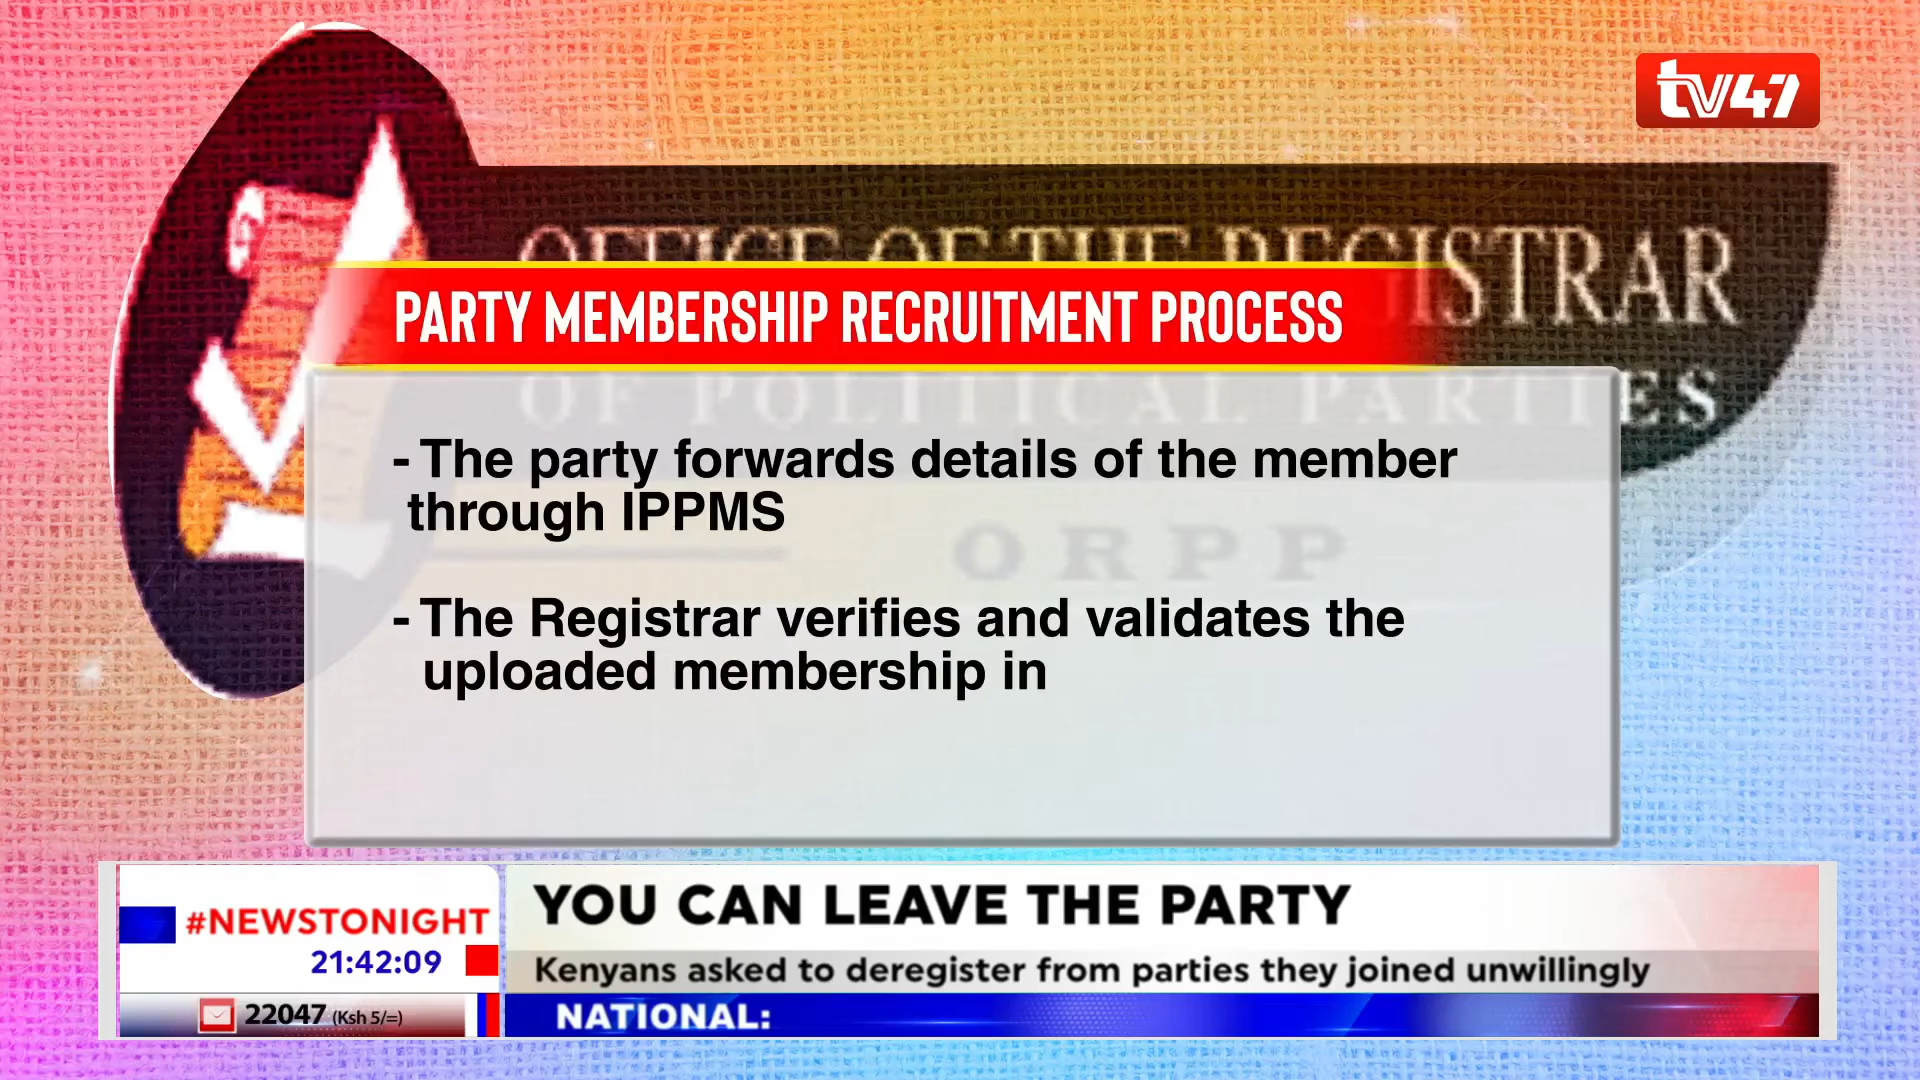 tv47
OFFICE OF THE REGISTRAR
PARTY MEMBERSHIP RECRUITMENT PROCESS
OF POLITICAL PARTIES
- The party forwards details of the member
through IPPMS
ORPP
- The Registrar verifies and validates the
uploaded membership in
#NEWSTONIGHT
21:42:09
22047 (Ksh 5/=)
YOU CAN LEAVE THE PARTY
Kenyans asked to deregister from parties they joined unwillingly
NATIONAL: